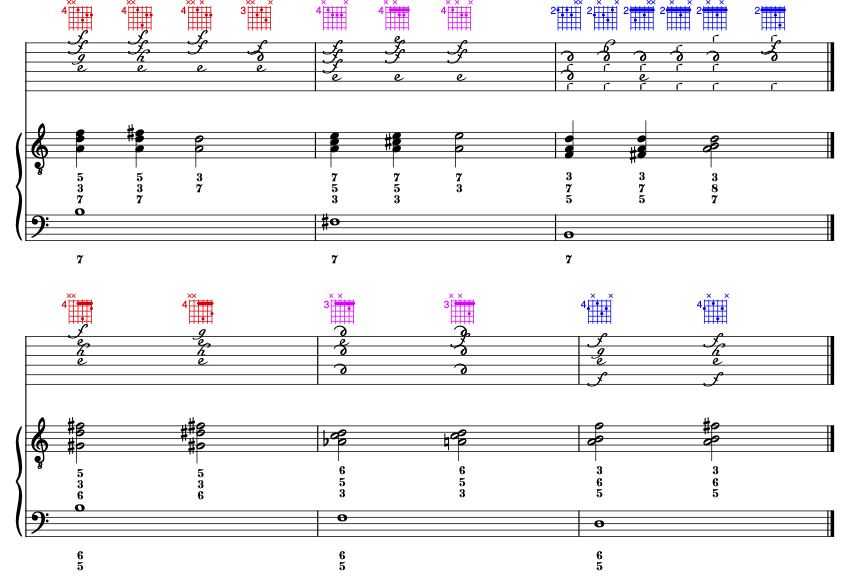 4 4 4 3 4 4 4 2 2 2 2 2 2
f f f f e f
f f f f f f
g h f
e e e e e e e
5 5 3 7 7 7 3 3 3
3 3 7 5 5 3 7 7 8
7 7 3 3 5 5 7
7 7 7
4 4 3 3 4 4
f g f f
e e e f g h
h h e e
e e f f
5 5 6 6 3 3
3 3 5 5 6 6
6 6 3 3 5 5
6 6 6
5 5 5